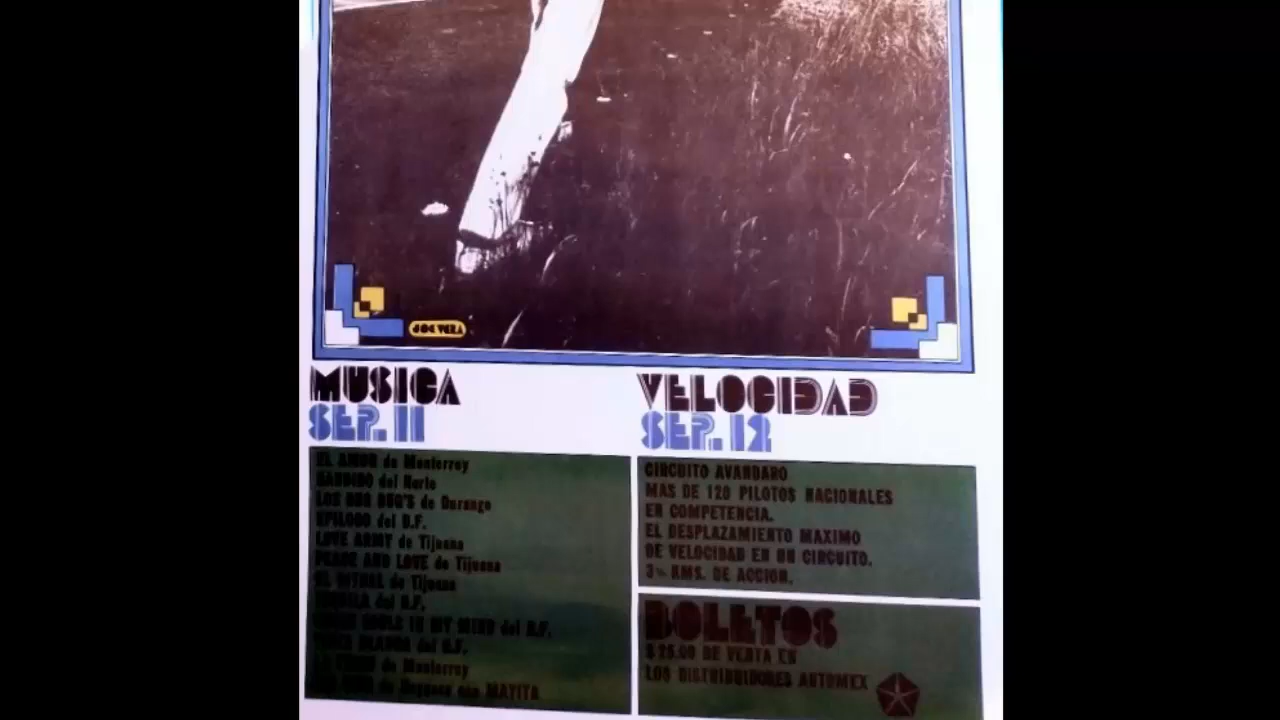 JOE VERA
MUSICA
SEP. 11
EL AMOR de Monterrey
BANDIDO del Norte
LOS DUG DUG'S de Durango
EPILOGO del D.F.
LOVE ARMY de Tijuana
PEACE AND LOVE de Tijuana
EL RITUAL de Tijuana
del D.F.
IN MY MIND del D.F.
BLANCO del D.F.
de Monterrey
MAYITA
VELOCIDAD
SEP. 12
CIRCUITO AVANDARO
MAS DE 120 PILOTOS NACIONALES
EN COMPETENCIA.
EL DESPLAZAMIENTO MAXIMO
DE VELOCIDAD EN UN CIRCUITO.
KMS. DE ACCION.
BOLETOS
$ 25.00 DE VENTA EN
LOS DISTRIBUIDORES AUTOMEX